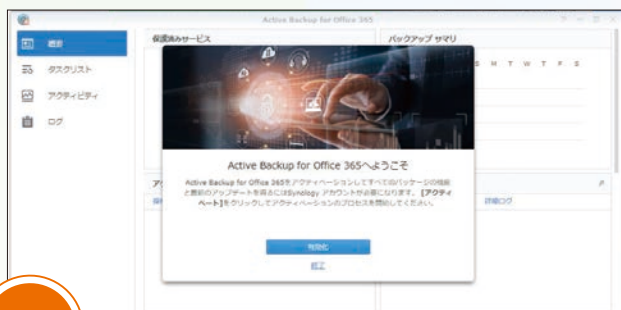 Active Backup for Office 365
概要
タスクリスト
アクティビティ
ログ
保護済みサービス
バックアップ サマリ
S M T W T F S
Active Backup for Office 365へようこそ
Active Backup for Office 365をアクティベーションしてすべてのパッケージの機能
と最新のアップデートを得るにはSynology アカウントが必要になります。[アクティ
ベート]をクリックしてアクティベーションのプロセスを開始してください。
有効化
終了
詳細ログ